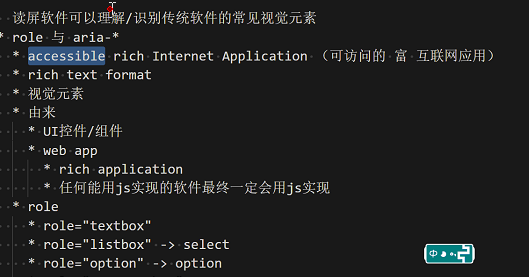 读屏软件可以理解/识别传统软件的常见视觉元素
* role 与 aria-*
* accessible rich Internet Application （可访问的 富 互联网应用）
* rich text format
* 视觉元素
* 由来
* UI控件/组件
* web app
* rich application
* 任何能用js实现的软件最终一定会用js实现
* role
* role="textbox"
* role="listbox" -> select
* role="option" -> option
中